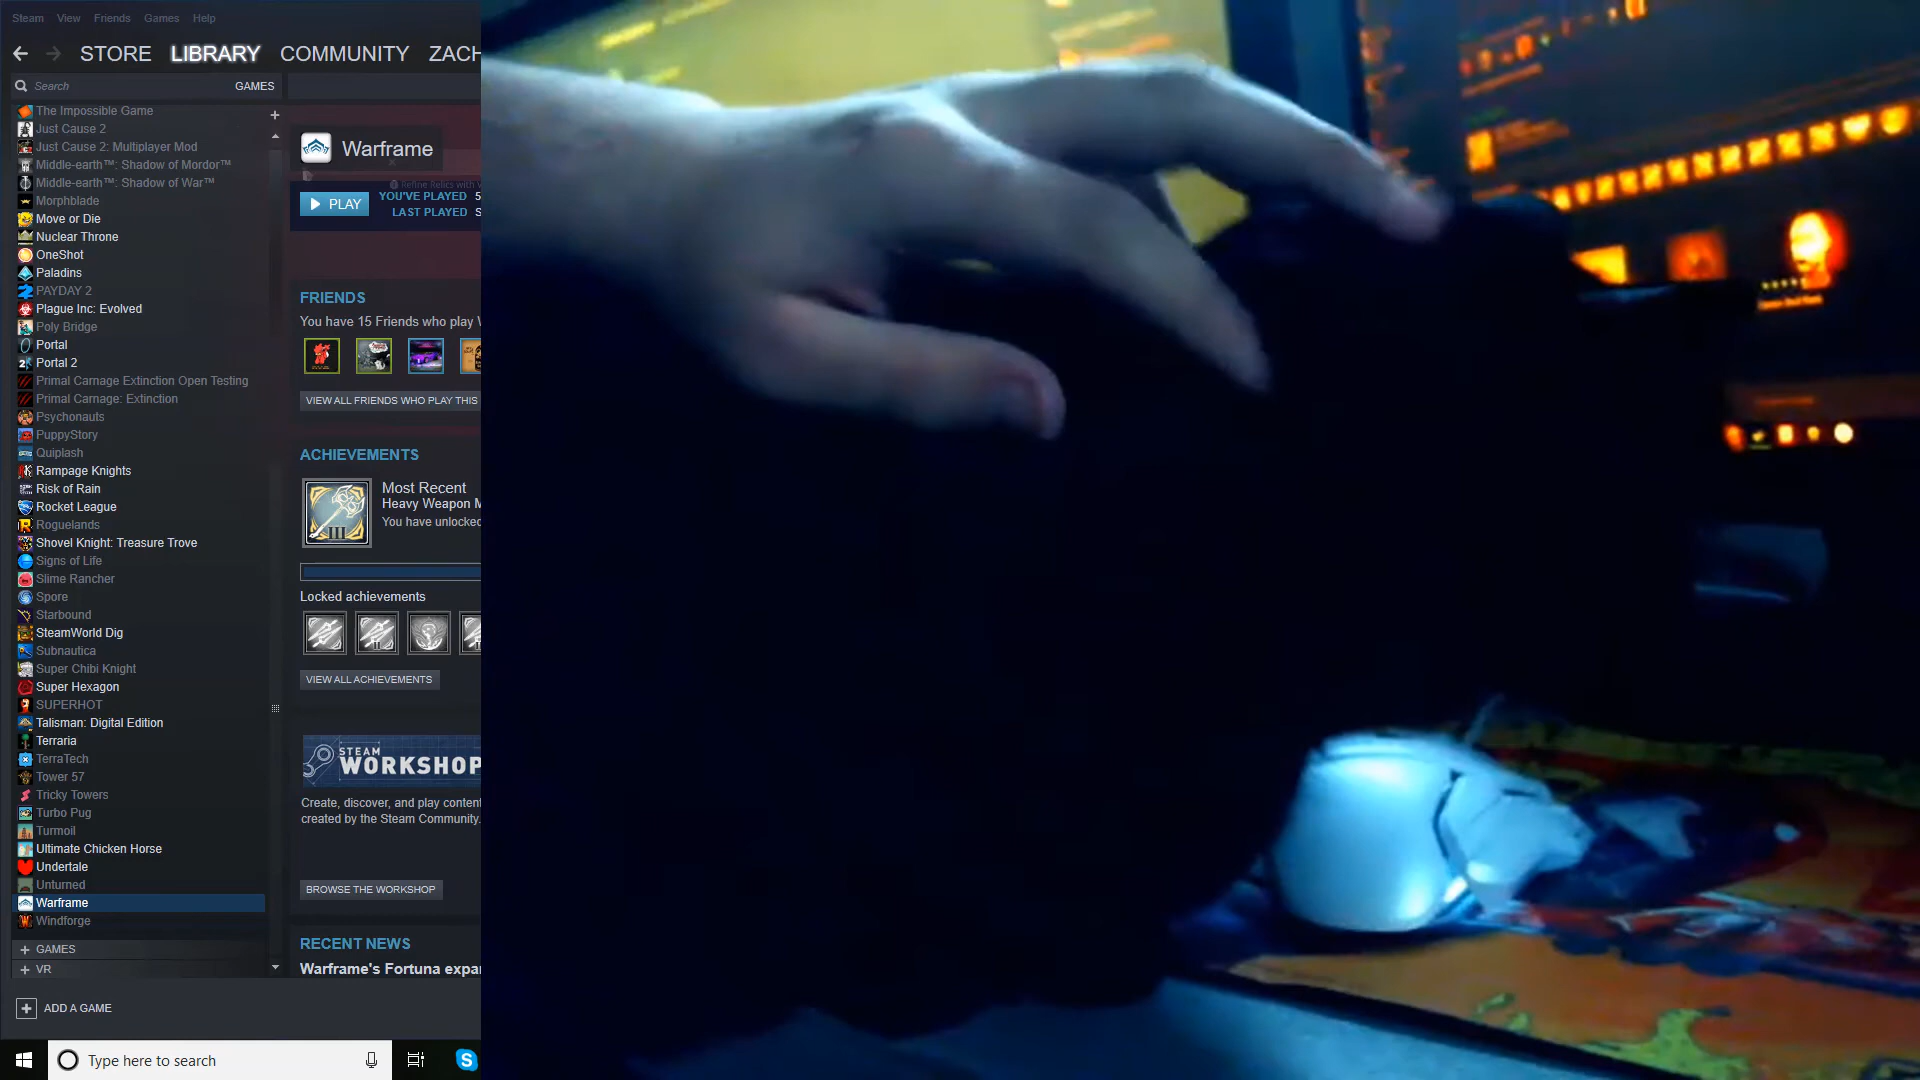 Steam View Friends Games Help
STORE LIBRARY COMMUNITY ZACH
Search GAMES
The Impossible Game
Just Cause 2
Just Cause 2: Multiplayer Mod
Middle-earth™: Shadow of Mordor™
Middle-earth™: Shadow of War™
Morphblade
Move or Die
Nuclear Throne
OneShot
Paladins
PAYDAY 2
Plague Inc: Evolved
Poly Bridge
Portal
Portal 2
Primal Carnage Extinction Open Testing
Primal Carnage: Extinction
Psychonauts
PuppyStory
Quiplash
Rampage Knights
Risk of Rain
Rocket League
Roguelands
Shovel Knight: Treasure Trove
Signs of Life
Slime Rancher
Spore
Starbound
SteamWorld Dig
Subnautica
Super Chibi Knight
Super Hexagon
SUPERHOT
Talisman: Digital Edition
Terraria
TerraTech
Tower 57
Tricky Towers
Turbo Pug
Turmoil
Ultimate Chicken Horse
Undertale
Unturned
Warframe
Windforge
GAMES
VR
ADD A GAME
Warframe
Refine Relics with V
PLAY
YOU'VE PLAYED 5
LAST PLAYED S
FRIENDS
You have 15 Friends who play W
VIEW ALL FRIENDS WHO PLAY THIS
ACHIEVEMENTS
Most Recent
Heavy Weapon M
You have unlocked
III
Locked achievements
VIEW ALL ACHIEVEMENTS
STEAM
WORKSHOP
Create, discover, and play content
created by the Steam Community.
BROWSE THE WORKSHOP
RECENT NEWS
Warframe's Fortuna expa
Type here to search